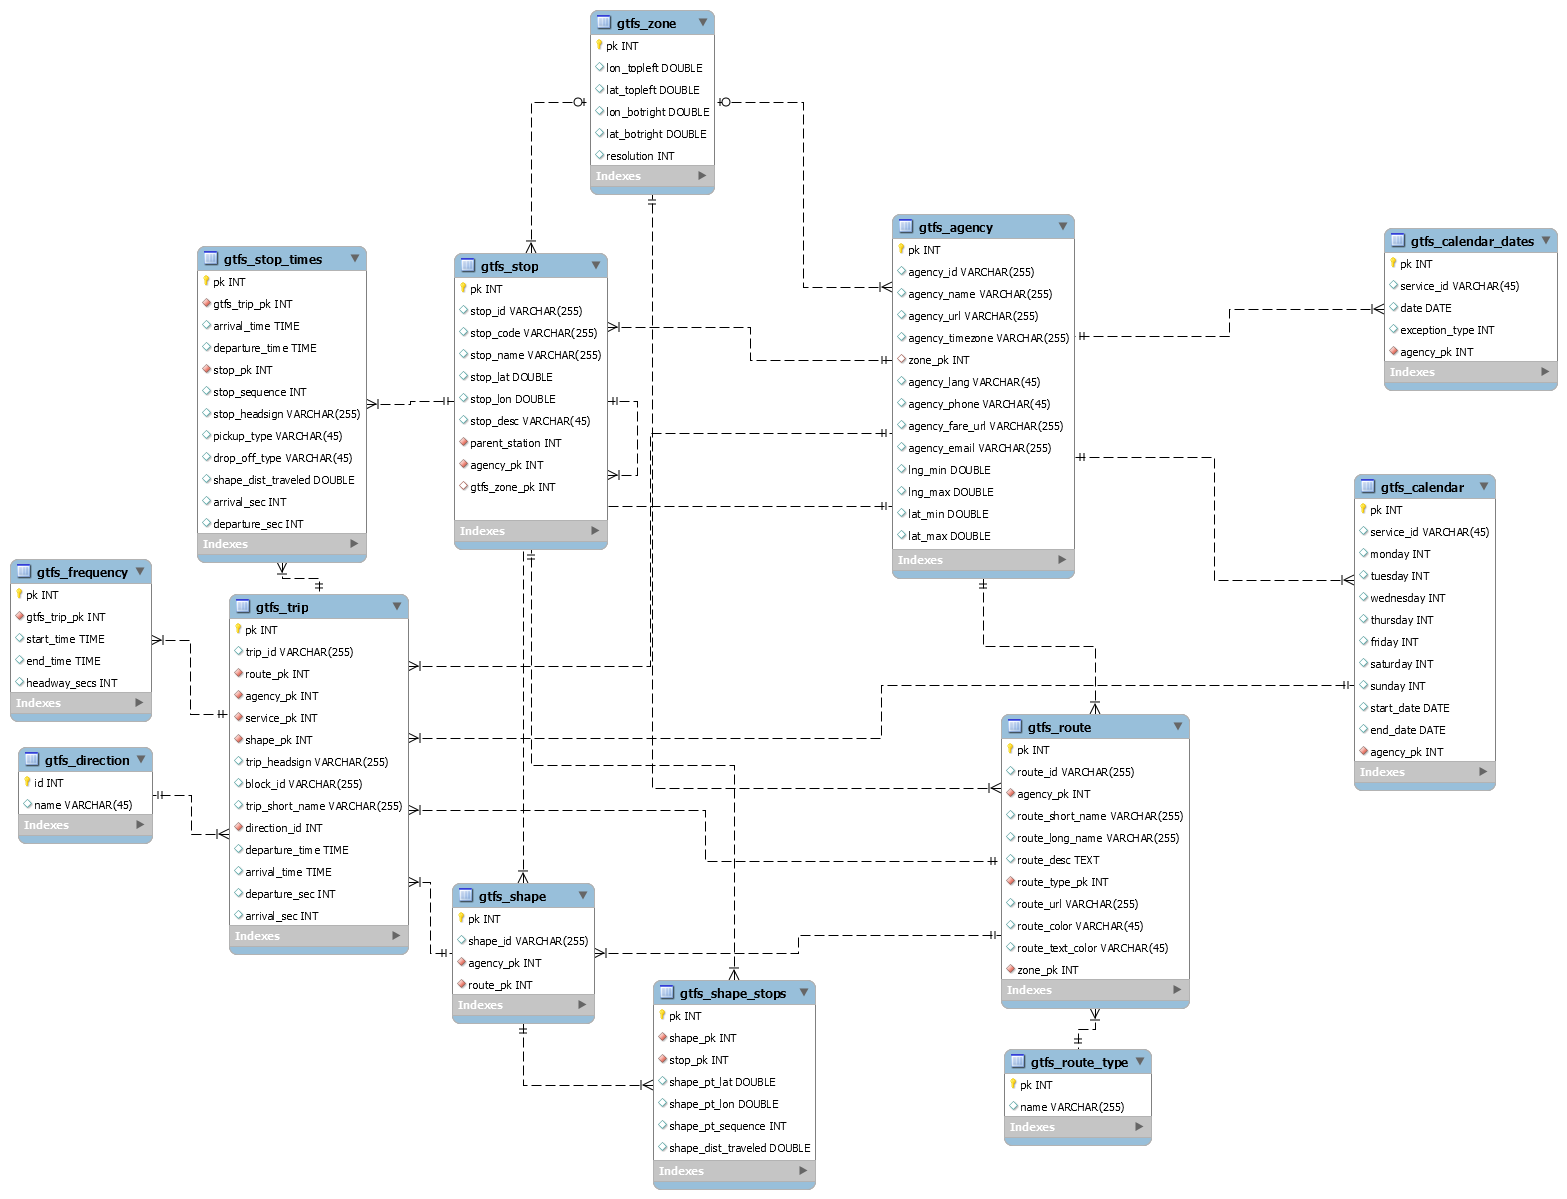 gtfs_zone
pk INT
lon_topleft DOUBLE
lat_topleft DOUBLE
lon_botright DOUBLE
lat_botright DOUBLE
resolution INT
Indexes
gtfs_stop_times
pk INT
gtfs_trip_pk INT
arrival_time TIME
departure_time TIME
stop_pk INT
stop_sequence INT
stop_headsign VARCHAR(255)
pickup_type VARCHAR(45)
drop_off_type VARCHAR(45)
shape_dist_traveled DOUBLE
arrival_sec INT
departure_sec INT
Indexes
gtfs_stop
pk INT
stop_id VARCHAR(255)
stop_code VARCHAR(255)
stop_name VARCHAR(255)
stop_lat DOUBLE
stop_lon DOUBLE
stop_desc VARCHAR(45)
parent_station INT
agency_pk INT
gtfs_zone_pk INT
Indexes
gtfs_agency
pk INT
agency_id VARCHAR(255)
agency_name VARCHAR(255)
agency_url VARCHAR(255)
agency_timezone VARCHAR(255)
zone_pk INT
agency_lang VARCHAR(45)
agency_phone VARCHAR(45)
agency_fare_url VARCHAR(255)
agency_email VARCHAR(255)
lng_min DOUBLE
lng_max DOUBLE
lat_min DOUBLE
lat_max DOUBLE
Indexes
gtfs_calendar_dates
pk INT
service_id VARCHAR(45)
date DATE
exception_type INT
agency_pk INT
Indexes
gtfs_calendar
pk INT
service_id VARCHAR(45)
monday INT
tuesday INT
wednesday INT
thursday INT
friday INT
saturday INT
sunday INT
start_date DATE
end_date DATE
agency_pk INT
Indexes
gtfs_frequency
pk INT
gtfs_trip_pk INT
start_time TIME
end_time TIME
headway_secs INT
Indexes
gtfs_direction
id INT
name VARCHAR(45)
Indexes
gtfs_trip
pk INT
trip_id VARCHAR(255)
route_pk INT
agency_pk INT
service_pk INT
shape_pk INT
trip_headsign VARCHAR(255)
block_id VARCHAR(255)
trip_short_name VARCHAR(255)
direction_id INT
departure_time TIME
arrival_time TIME
departure_sec INT
arrival_sec INT
Indexes
gtfs_shape
pk INT
shape_id VARCHAR(255)
agency_pk INT
route_pk INT
Indexes
gtfs_shape_stops
pk INT
shape_pk INT
stop_pk INT
shape_pt_lat DOUBLE
shape_pt_lon DOUBLE
shape_pt_sequence INT
shape_dist_traveled DOUBLE
Indexes
gtfs_route
pk INT
route_id VARCHAR(255)
agency_pk INT
route_short_name VARCHAR(255)
route_long_name VARCHAR(255)
route_desc TEXT
route_type_pk INT
route_url VARCHAR(255)
route_color VARCHAR(45)
route_text_color VARCHAR(45)
zone_pk INT
Indexes
gtfs_route_type
pk INT
name VARCHAR(255)
Indexes